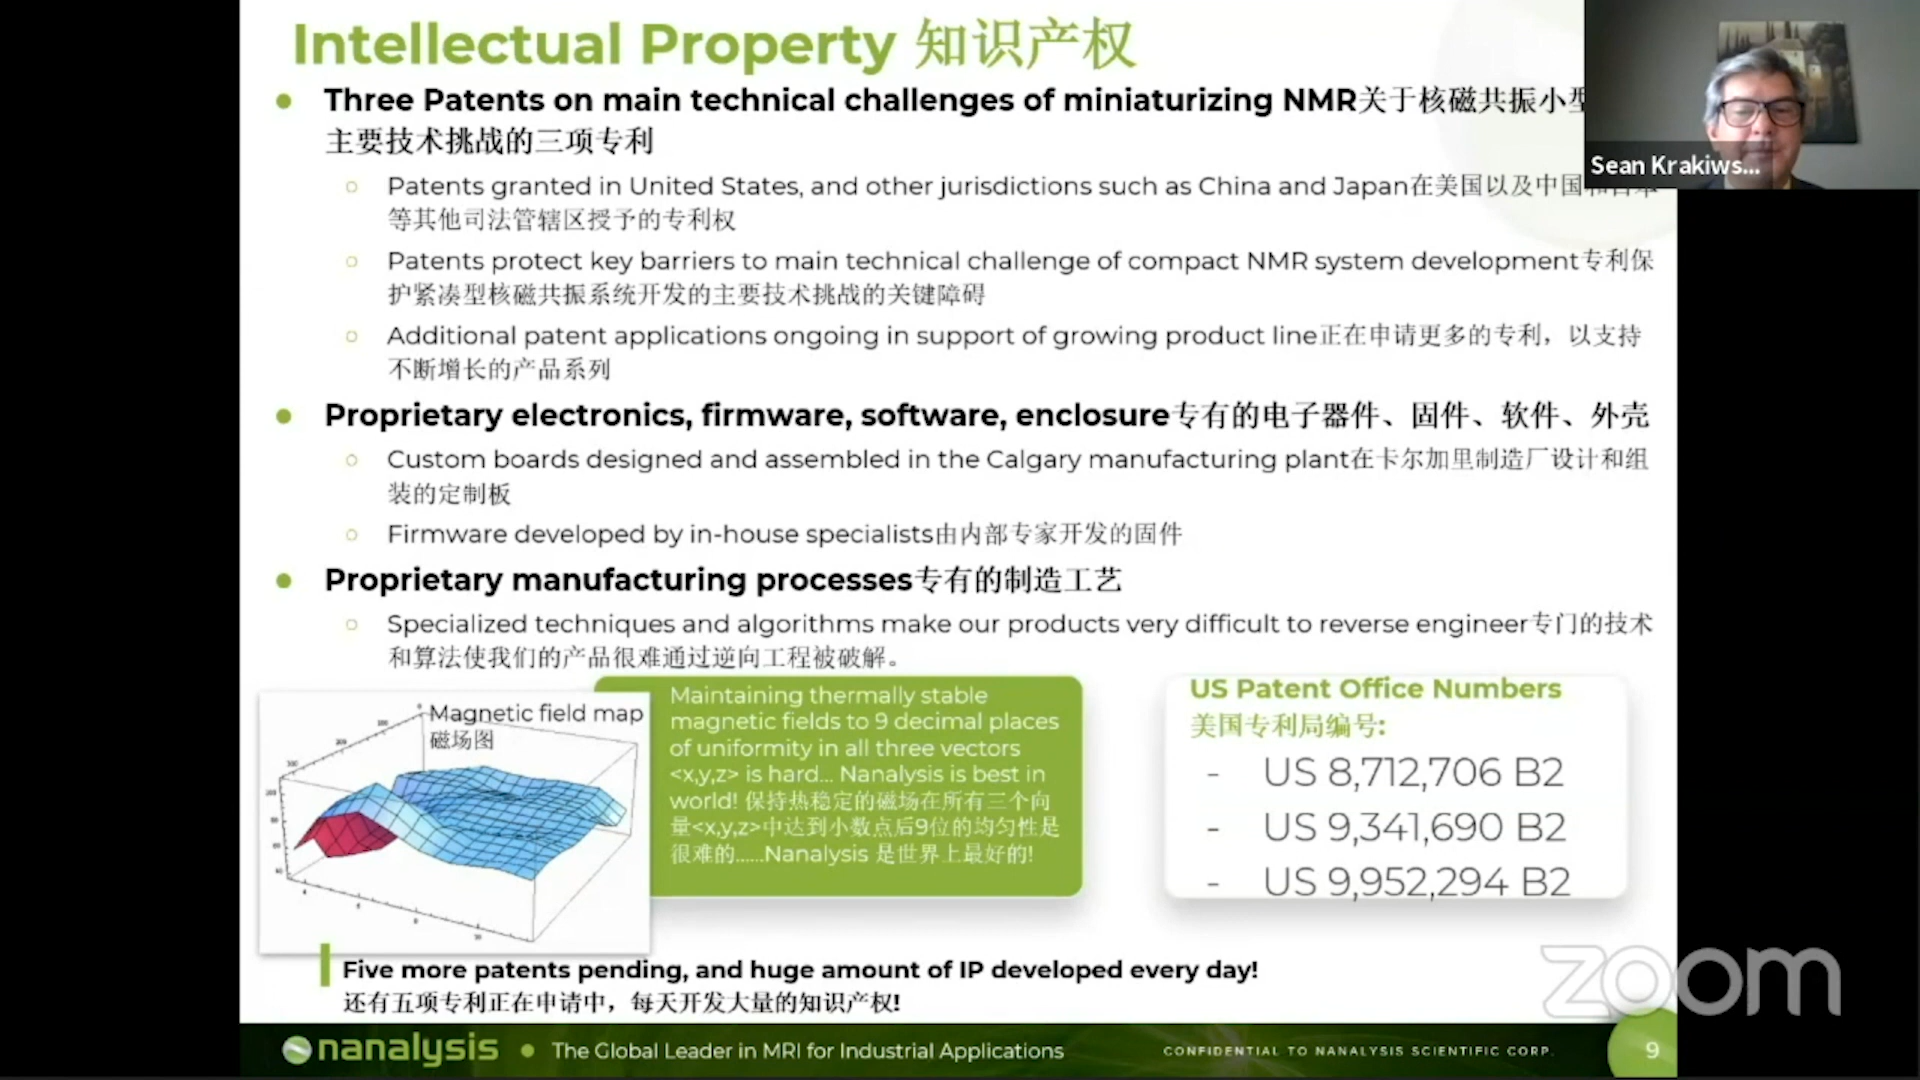 Intellectual Property 知识产权
Three Patents on main technical challenges of miniaturizing NMR关于核磁共振小型
主要技术挑战的三项专利
Patents granted in United States, and other jurisdictions such as China and Japan在美国以及中国和日本
等其他司法管辖区授予的专利权
Patents protect key barriers to main technical challenge of compact NMR system development专利保
护紧凑型核磁共振系统开发的主要技术挑战的关键障碍
Additional patent applications ongoing in support of growing product line正在申请更多的专利，以支持
不断增长的产品系列
Proprietary electronics, firmware, software, enclosure专有的电子器件、固件、软件、外壳
Custom boards designed and assembled in the Calgary manufacturing plant在卡尔加里制造厂设计和组
装的定制板
Firmware developed by in-house specialists由内部专家开发的固件
Proprietary manufacturing processes专有的制造工艺
Specialized techniques and algorithms make our products very difficult to reverse engineer专门的技术
和算法使我们的产品很难通过逆向工程被破解。
Magnetic field map
磁场图
Maintaining thermally stable
magnetic fields to 9 decimal places
of uniformity in all three vectors
<x,y,z> is hard... Nanalysis is best in
world! 保持热稳定的磁场在所有三个向
量<x,y,z>中达到小数点后9位的均匀性是
很难的......Nanalysis 是世界上最好的!
US Patent Office Numbers
美国专利局编号:
- US 8,712,706 B2
- US 9,341,690 B2
- US 9,952,294 B2
Five more patents pending, and huge amount of IP developed every day!
还有五项专利正在申请中，每天开发大量的知识产权!
nanalysis • The Global Leader in MRI for Industrial Applications
CONFIDENTIAL TO NANALYSIS SCIENTIFIC CORP.
9
Sean Krakiws...
zoom